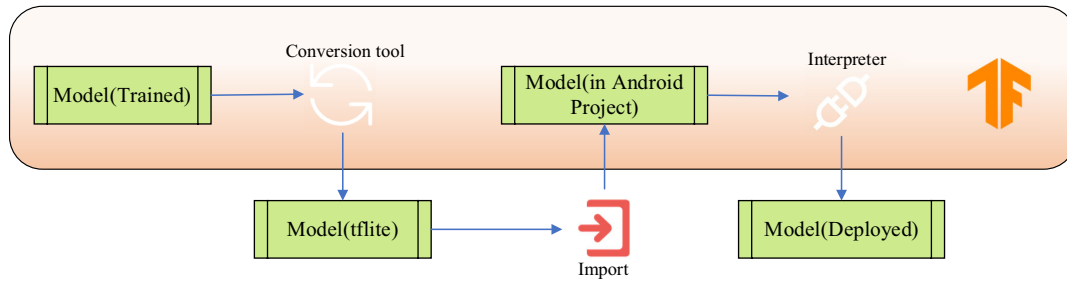 Conversion tool
Interpreter
Model(Trained)
Model(in Android
Project)
Model(tflite)
Model(Deployed)
Import